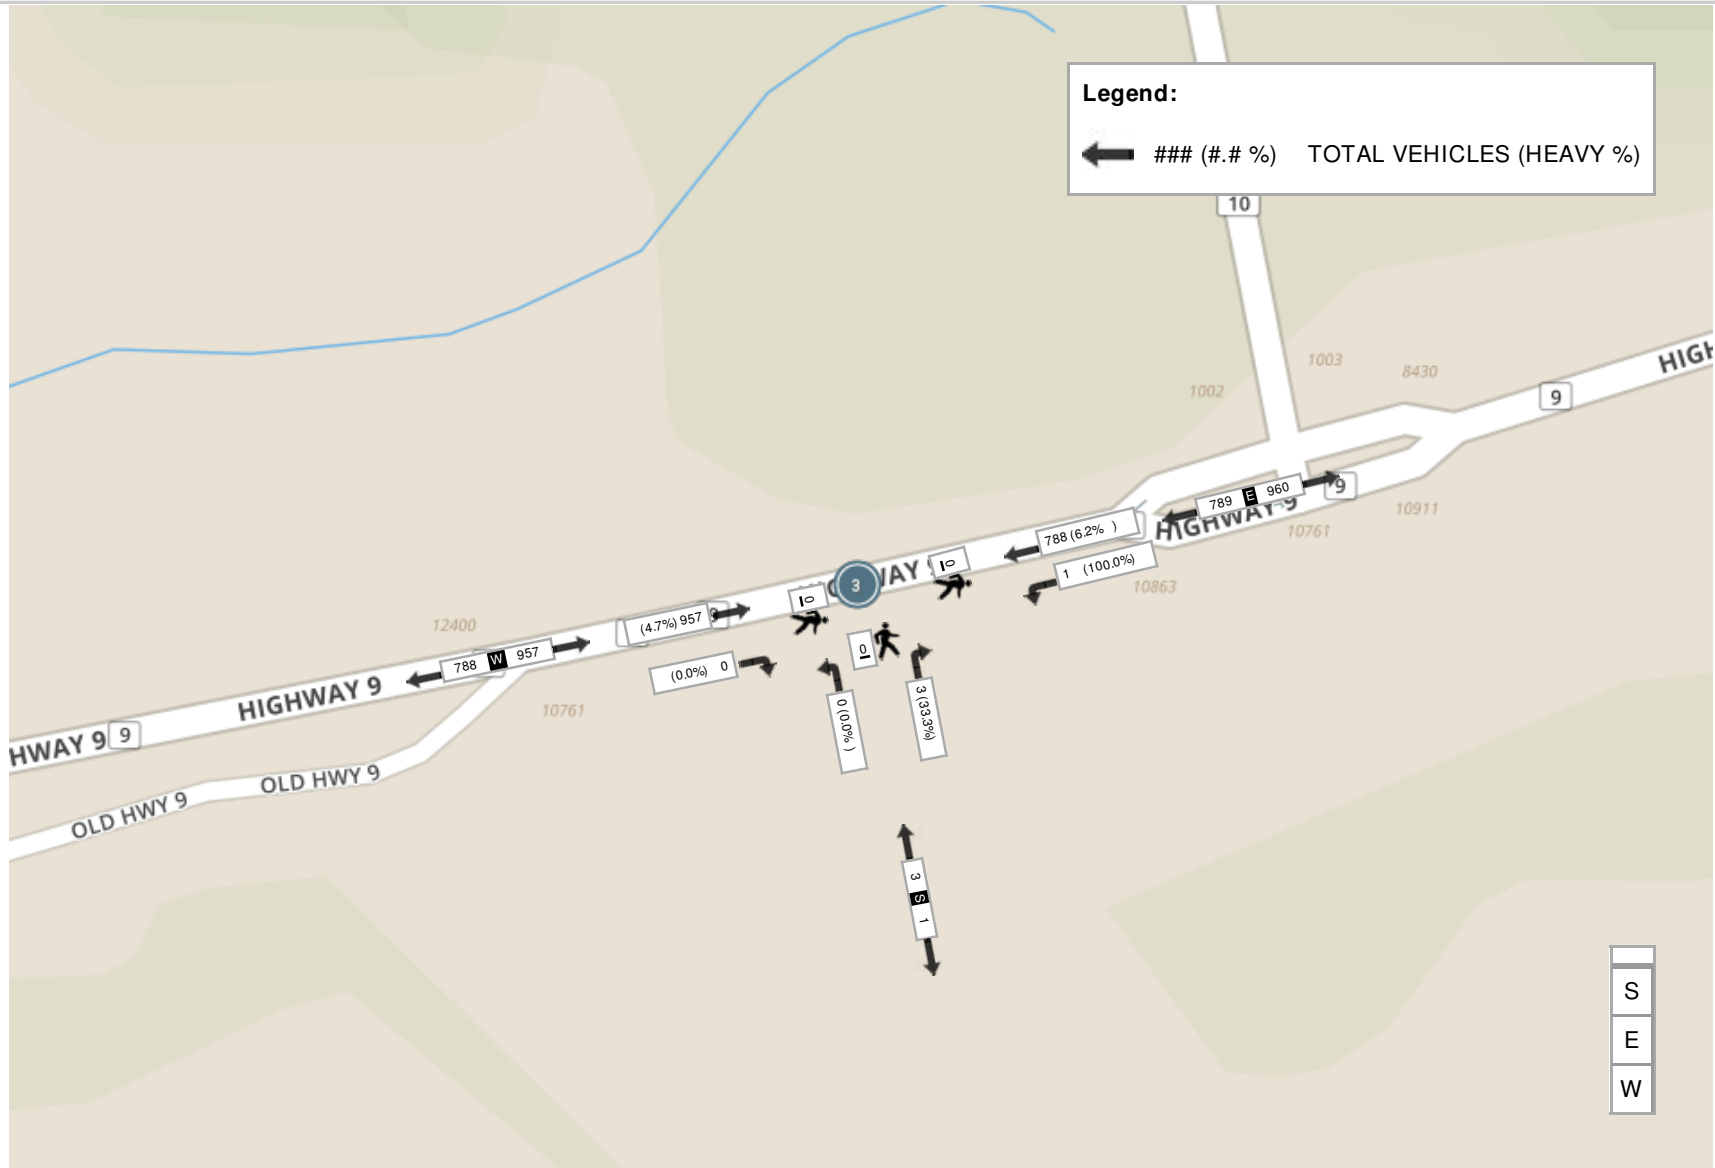 Legend:
### (#.# %) TOTAL VEHICLES (HEAVY %)
10
1003
8430
1002
HIGH
9
9
789 E 960
HIGHWAY 9
10911
10761
788 (6.2% )
1 (100.0%)
10863
0
0
3
(4.7%) 957
12400
788 W 957
(0.0%) 0
0
0 (0.0% )
3 (33.3%)
HIGHWAY 9
10761
HWAY 9
9
OLD HWY 9
OLD HWY 9
3 S 1
S
E
W